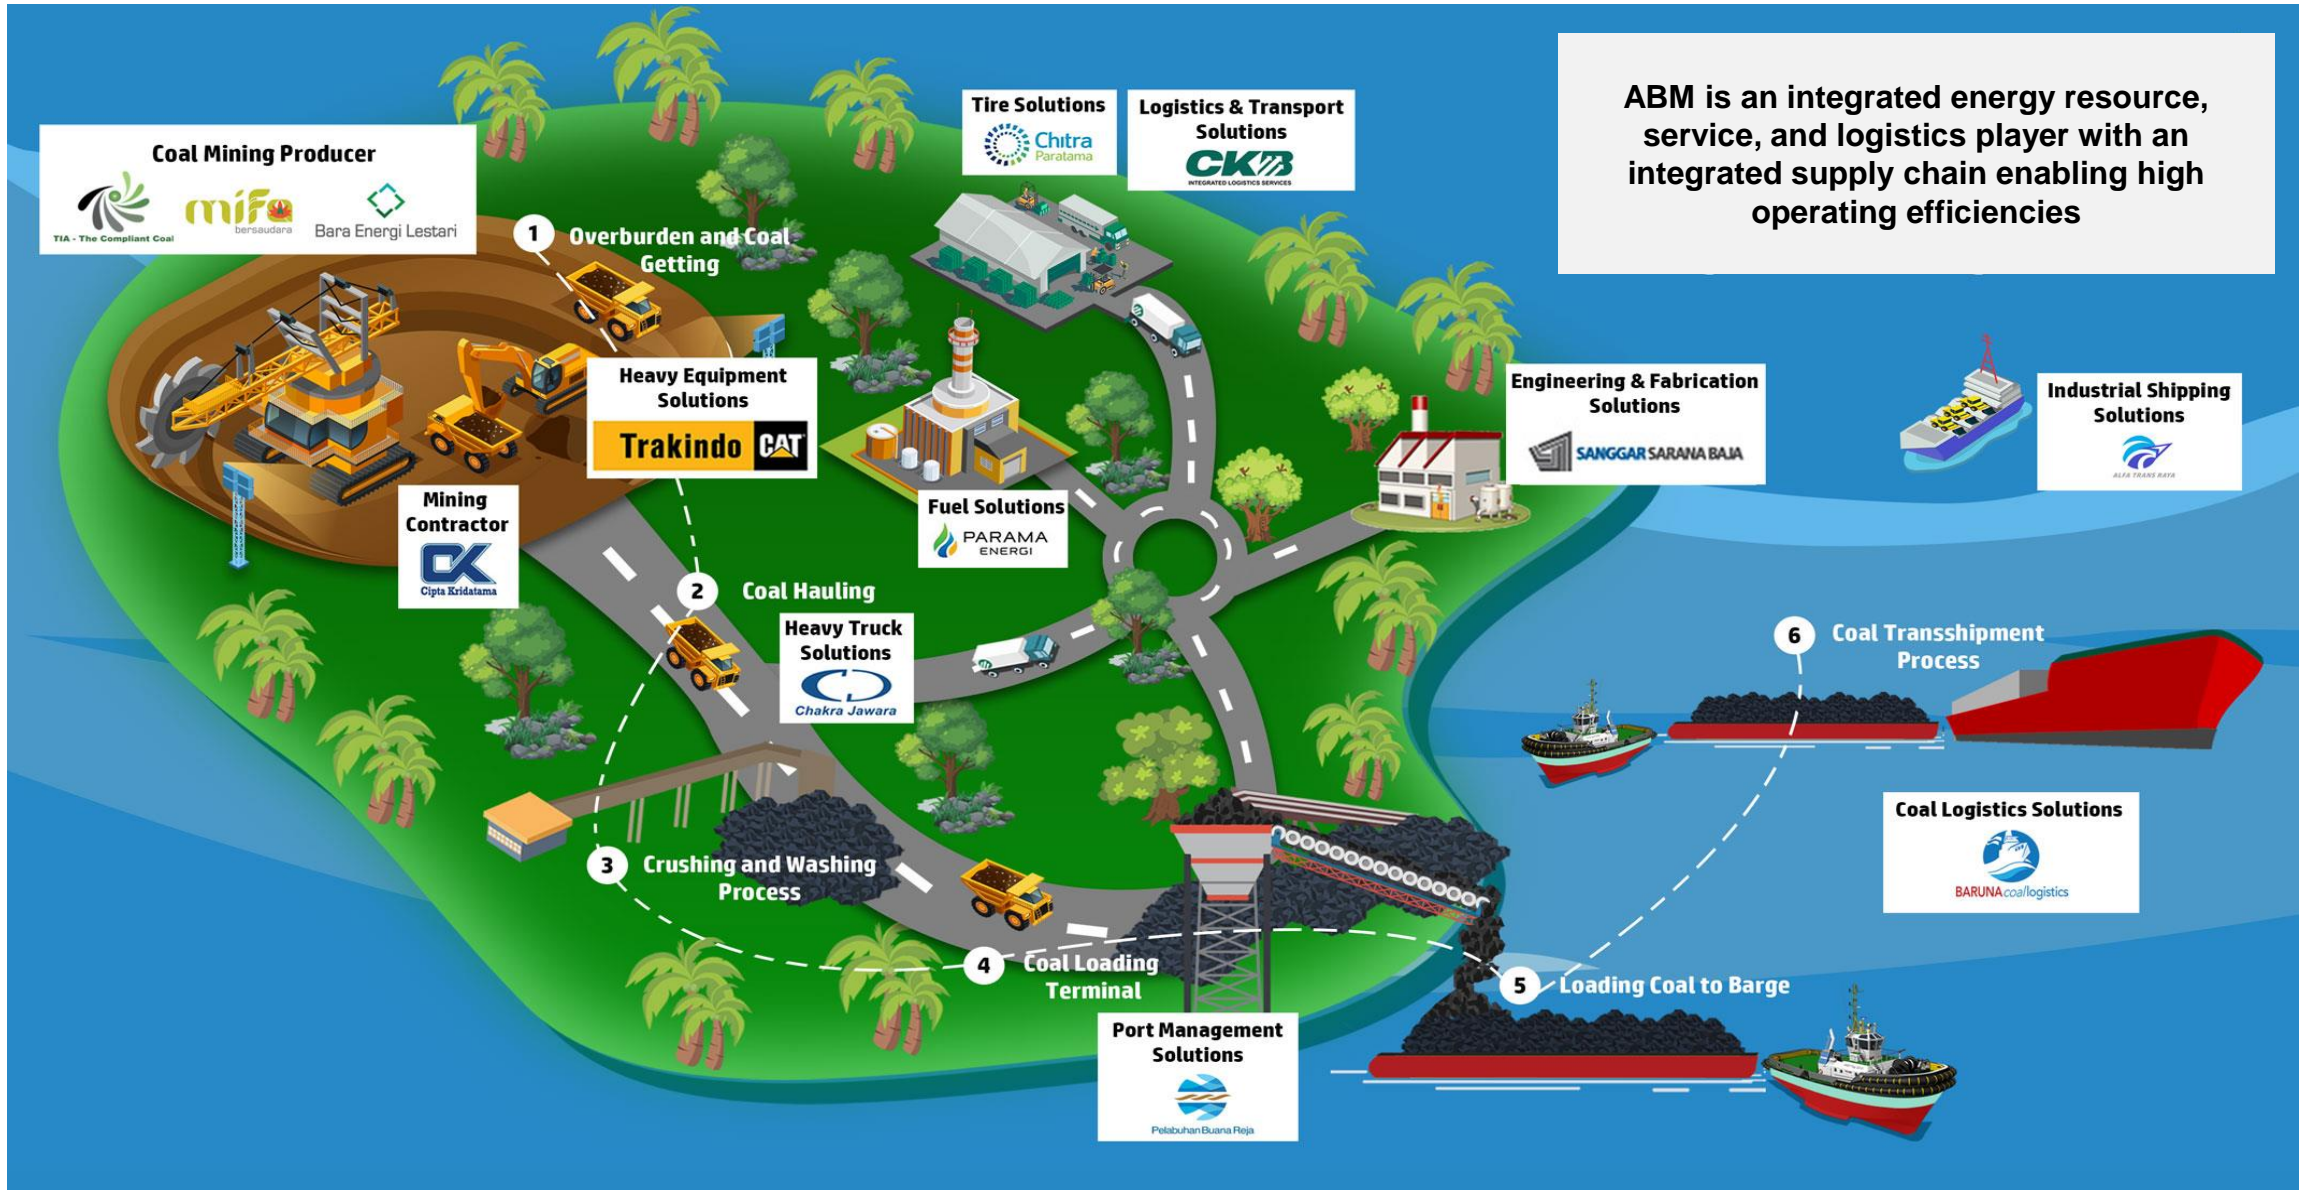 ABM is an integrated energy resource,
service, and logistics player with an
integrated supply chain enabling high
operating efficiencies
Coal Mining Producer
TIA - The Compliant Coal
mifa
bersaudara
Bara Energi Lestari
Tire Solutions
Chitra
Paratama
Logistics & Transport
Solutions
CKB
INTEGRATED LOGISTICS SERVICES
1
Overburden and Coal
Getting
Heavy Equipment
Solutions
Trakindo CAT
Mining
Contractor
CK
Cipta Kridatama
Fuel Solutions
PARAMA
ENERGI
Engineering & Fabrication
Solutions
SANGGAR SARANA BAJA
Industrial Shipping
Solutions
ALFA TRANS RAYA
2
Coal Hauling
Heavy Truck
Solutions
Chakra Jawara
6
Coal Transshipment
Process
Coal Logistics Solutions
BARUNA coal logistics
3
Crushing and Washing
Process
4
Coal Loading
Terminal
5
Loading Coal to Barge
Port Management
Solutions
Pelabuhan Buana Reja